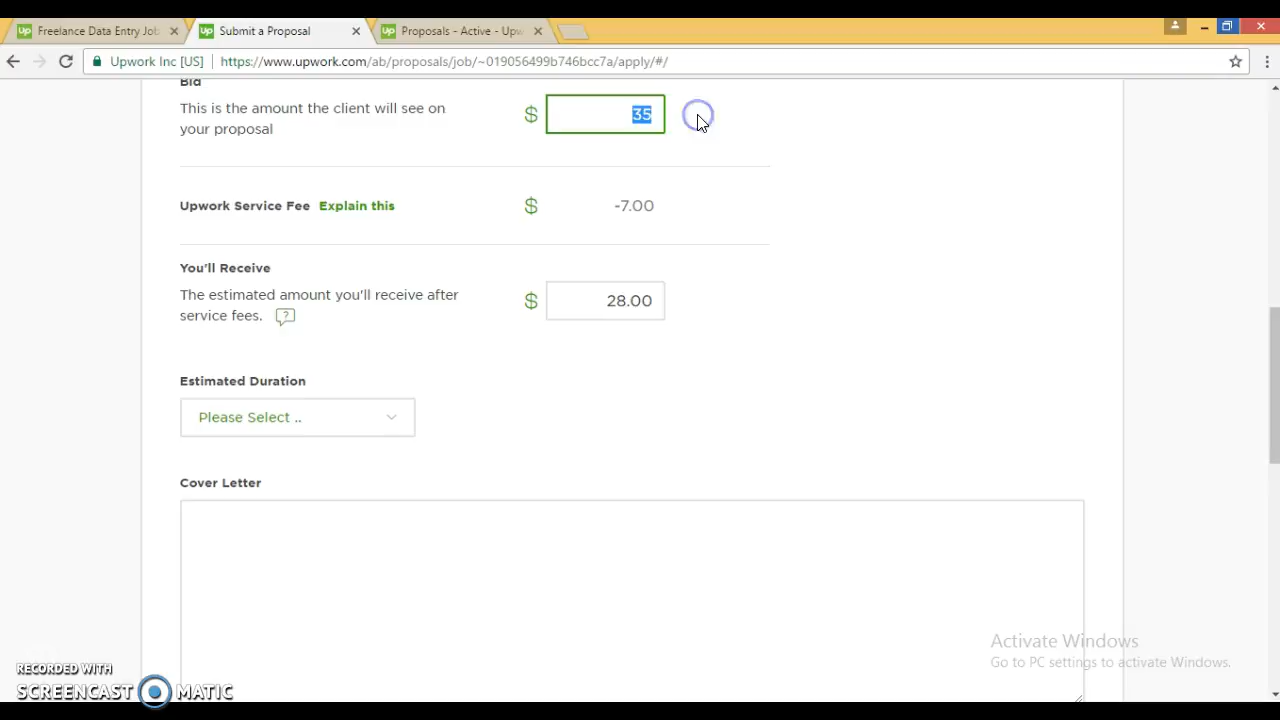 Up Freelance Data Entry Job
Up Submit a Proposal
Up Proposals - Active - Upw
Upwork Inc [US] https://www.upwork.com/ab/proposals/job/~019056499b746bcc7a/apply/#/
Bid
This is the amount the client will see on
your proposal
$ 35
Upwork Service Fee Explain this $ -7.00
You'll Receive
The estimated amount you'll receive after
service fees. ?
$ 28.00
Estimated Duration
Please Select ..
Cover Letter
Activate Windows
Go to PC settings to activate Windows.
RECORDED WITH
SCREENCAST MATIC